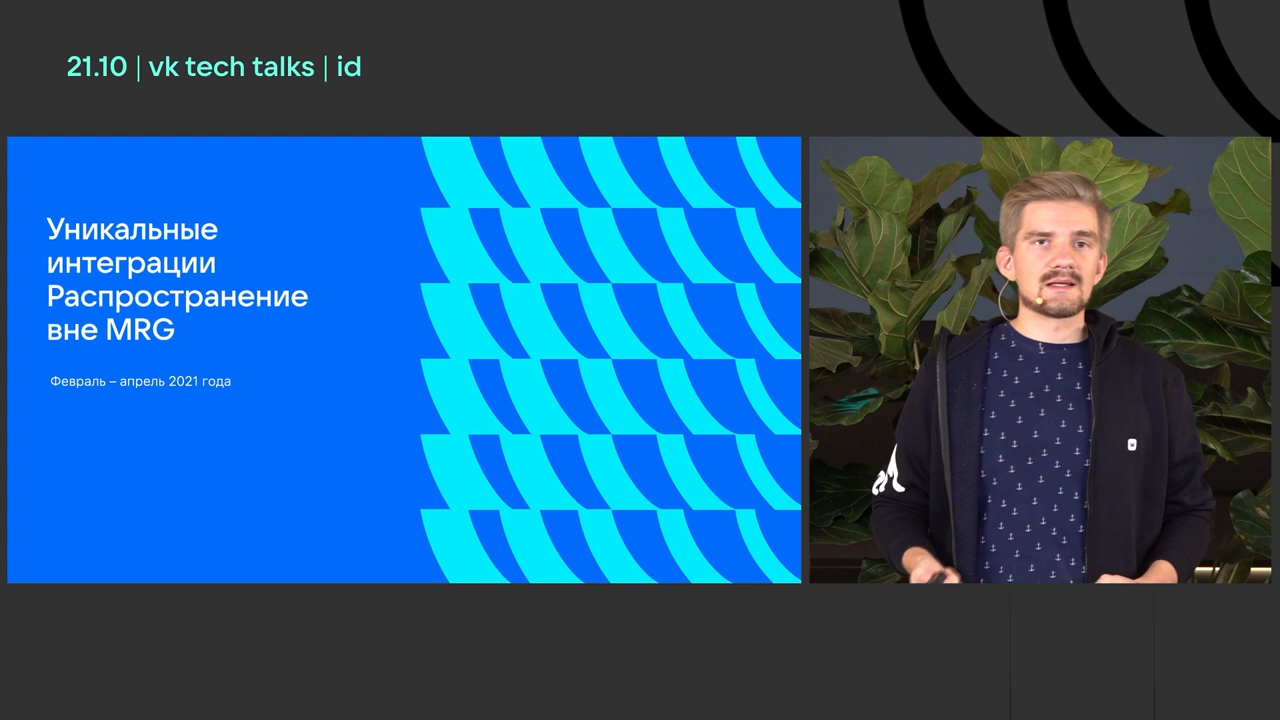 21.10 | vk tech talks | id
Уникальные
интеграции
Распространение
вне MRG
Февраль – апрель 2021 года